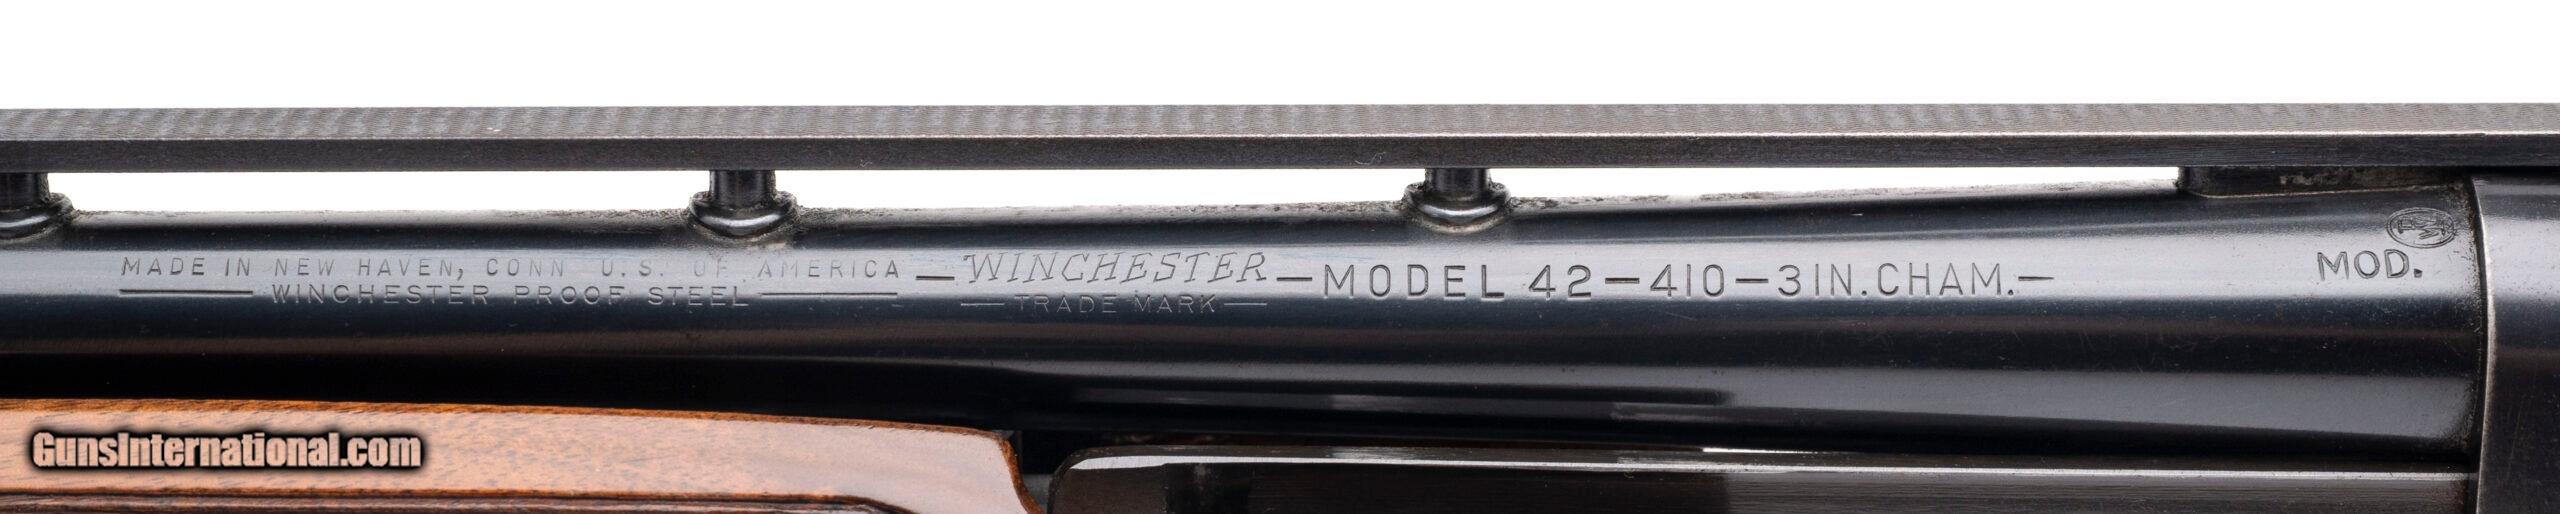 MADE IN NEW HAVEN, CONN U.S. OF AMERICA
WINCHESTER PROOF STEEL
—WINCHESTER—MODEL 42—410—3IN.CHAM.—
TRADE MARK
MOD.
GunsInternational.com